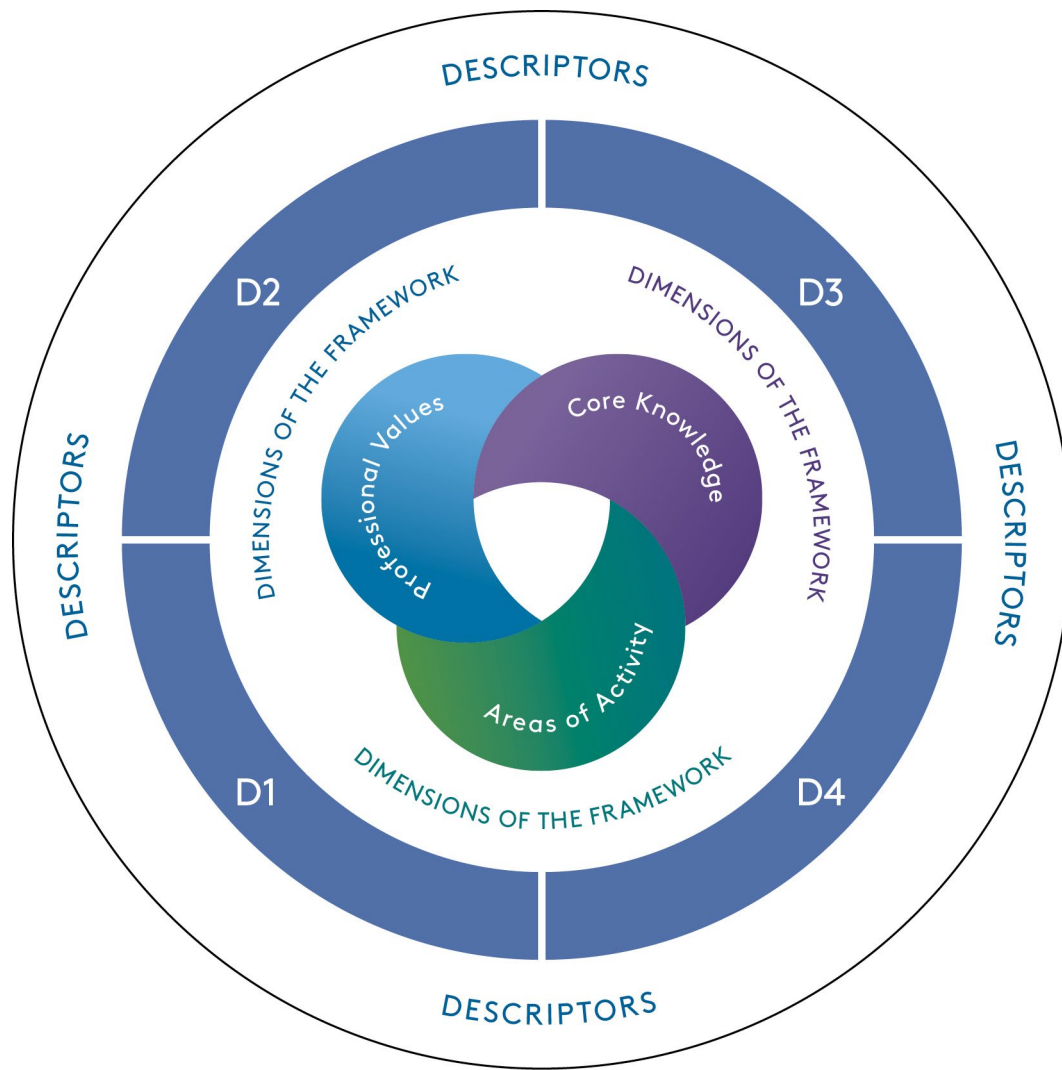 DESCRIPTORS
D2
D3
DIMENSIONS OF THE FRAMEWORK
DIMENSIONS OF THE FRAMEWORK
Professional Values
Core Knowledge
DESCRIPTORS
DESCRIPTORS
Areas of Activity
DIMENSIONS OF THE FRAMEWORK
D1
D4
DESCRIPTORS